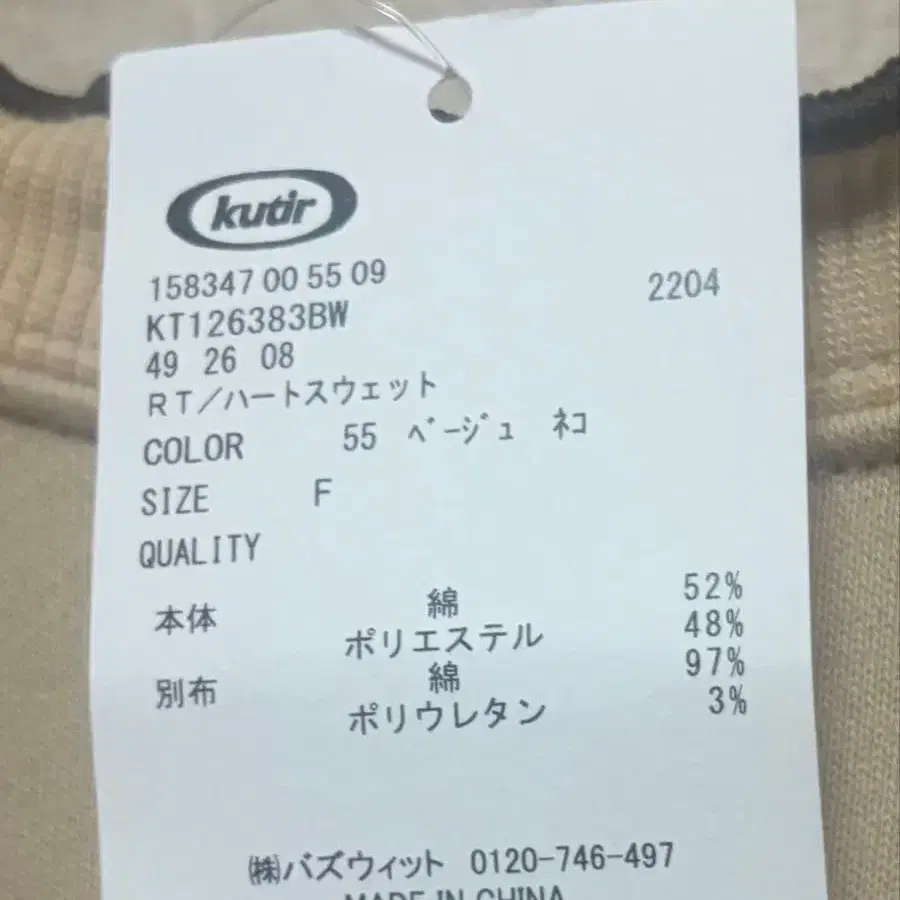 kutir
158347 00 55 09 2204
KT126383BW
49 26 08
RT/ハートスウェット
COLOR 55 ベージュ ネコ
SIZE F
QUALITY
本体 綿 52%
ポリエステル 48%
別布 綿 97%
ポリウレタン 3%
㈱バズウィット 0120-746-497
MADE IN CHINA